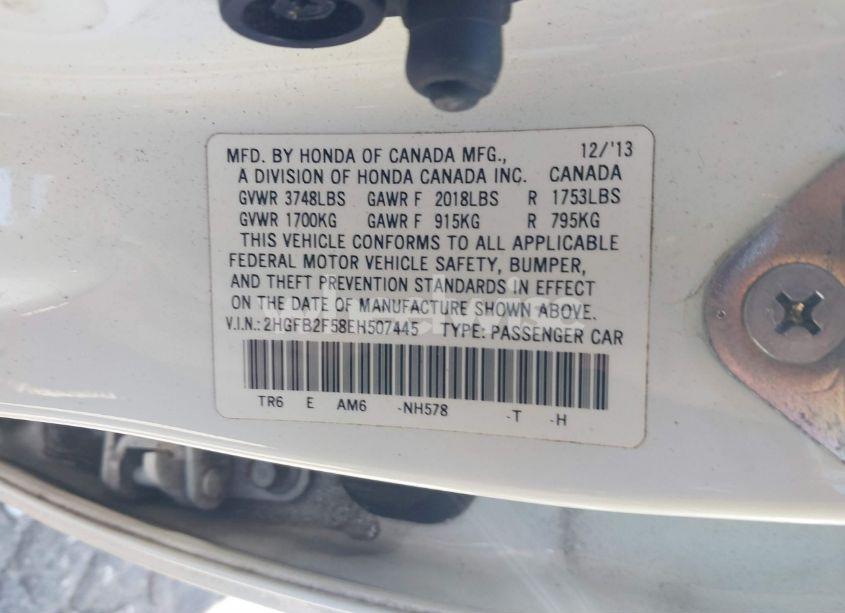 MFD. BY HONDA OF CANADA MFG., 12/'13
A DIVISION OF HONDA CANADA INC. CANADA
GVWR 3748LBS GAWR F 2018LBS R 1753LBS
GVWR 1700KG GAWR F 915KG R 795KG
THIS VEHICLE CONFORMS TO ALL APPLICABLE
FEDERAL MOTOR VEHICLE SAFETY, BUMPER,
AND THEFT PREVENTION STANDARDS IN EFFECT
ON THE DATE OF MANUFACTURE SHOWN ABOVE.
V.I.N.: 2HGFB2F58EH507445 TYPE: PASSENGER CAR
TR6 E AM6 -NH578 -T -H